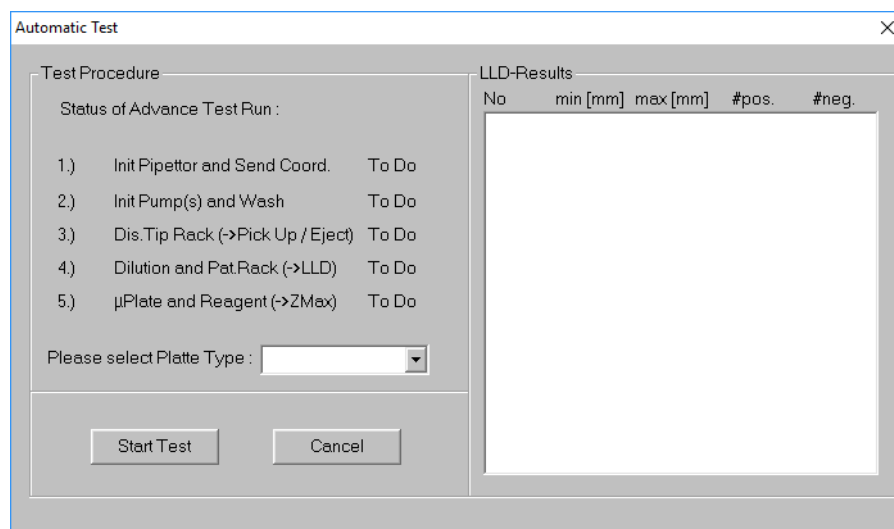 Automatic Test
Test Procedure
Status of Advance Test Run :
1.) Init Pipettor and Send Coord. To Do
2.) Init Pump(s) and Wash To Do
3.) Dis.Tip Rack (->Pick Up / Eject) To Do
4.) Dilution and Pat.Rack (->LLD) To Do
5.) µPlate and Reagent (->ZMax) To Do
Please select Platte Type :
Start Test Cancel
LLD-Results
No min [mm] max [mm] #pos. #neg.